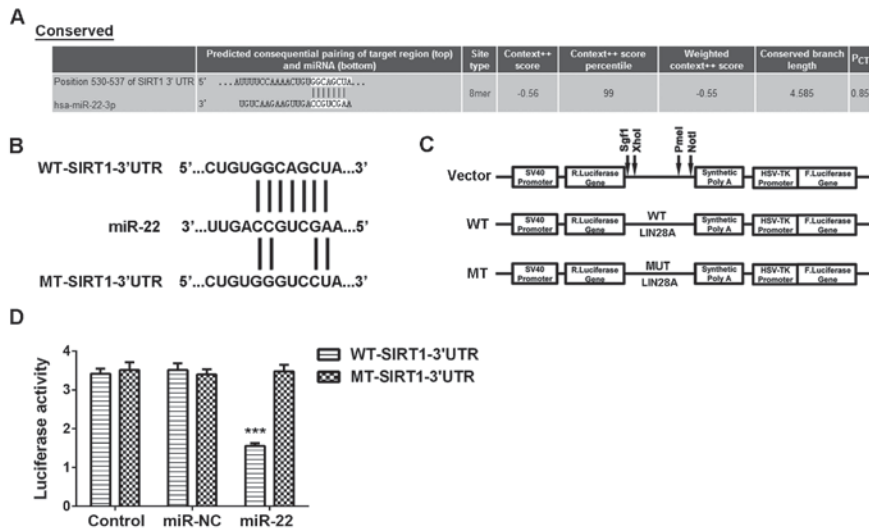 A
Conserved
Predicted consequential pairing of target region (top) and miRNA (bottom)
Site type
Context++ score
Context++ score percentile
Weighted context++ score
Conserved branch length
PCT
Position 530-537 of SIRT1 3' UTR 5' ...AUUUUCCAAAACUGUGGCAGCUA...
hsa-miR-22-3p 3' UGUCAAGAAGUUGACCGUCGAA
8mer
-0.56
99
-0.55
4.585
0.85
B
WT-SIRT1-3'UTR 5'...CUGUGGCAGCUA...3'
miR-22 3'...UUGACCGUCGAA...5'
MT-SIRT1-3'UTR 5'...CUGUGGGUCCUA...3'
C
Sgf1 XhoI PmeI NotI
Vector SV40 Promoter R.Luciferase Gene Synthetic Poly A HSV-TK Promoter F.Luciferase Gene
WT SV40 Promoter R.Luciferase Gene WT LIN28A Synthetic Poly A HSV-TK Promoter F.Luciferase Gene
MT SV40 Promoter R.Luciferase Gene MUT LIN28A Synthetic Poly A HSV-TK Promoter F.Luciferase Gene
D
Luciferase activity
4
3
2
1
0
***
Control miR-NC miR-22
WT-SIRT1-3'UTR
MT-SIRT1-3'UTR